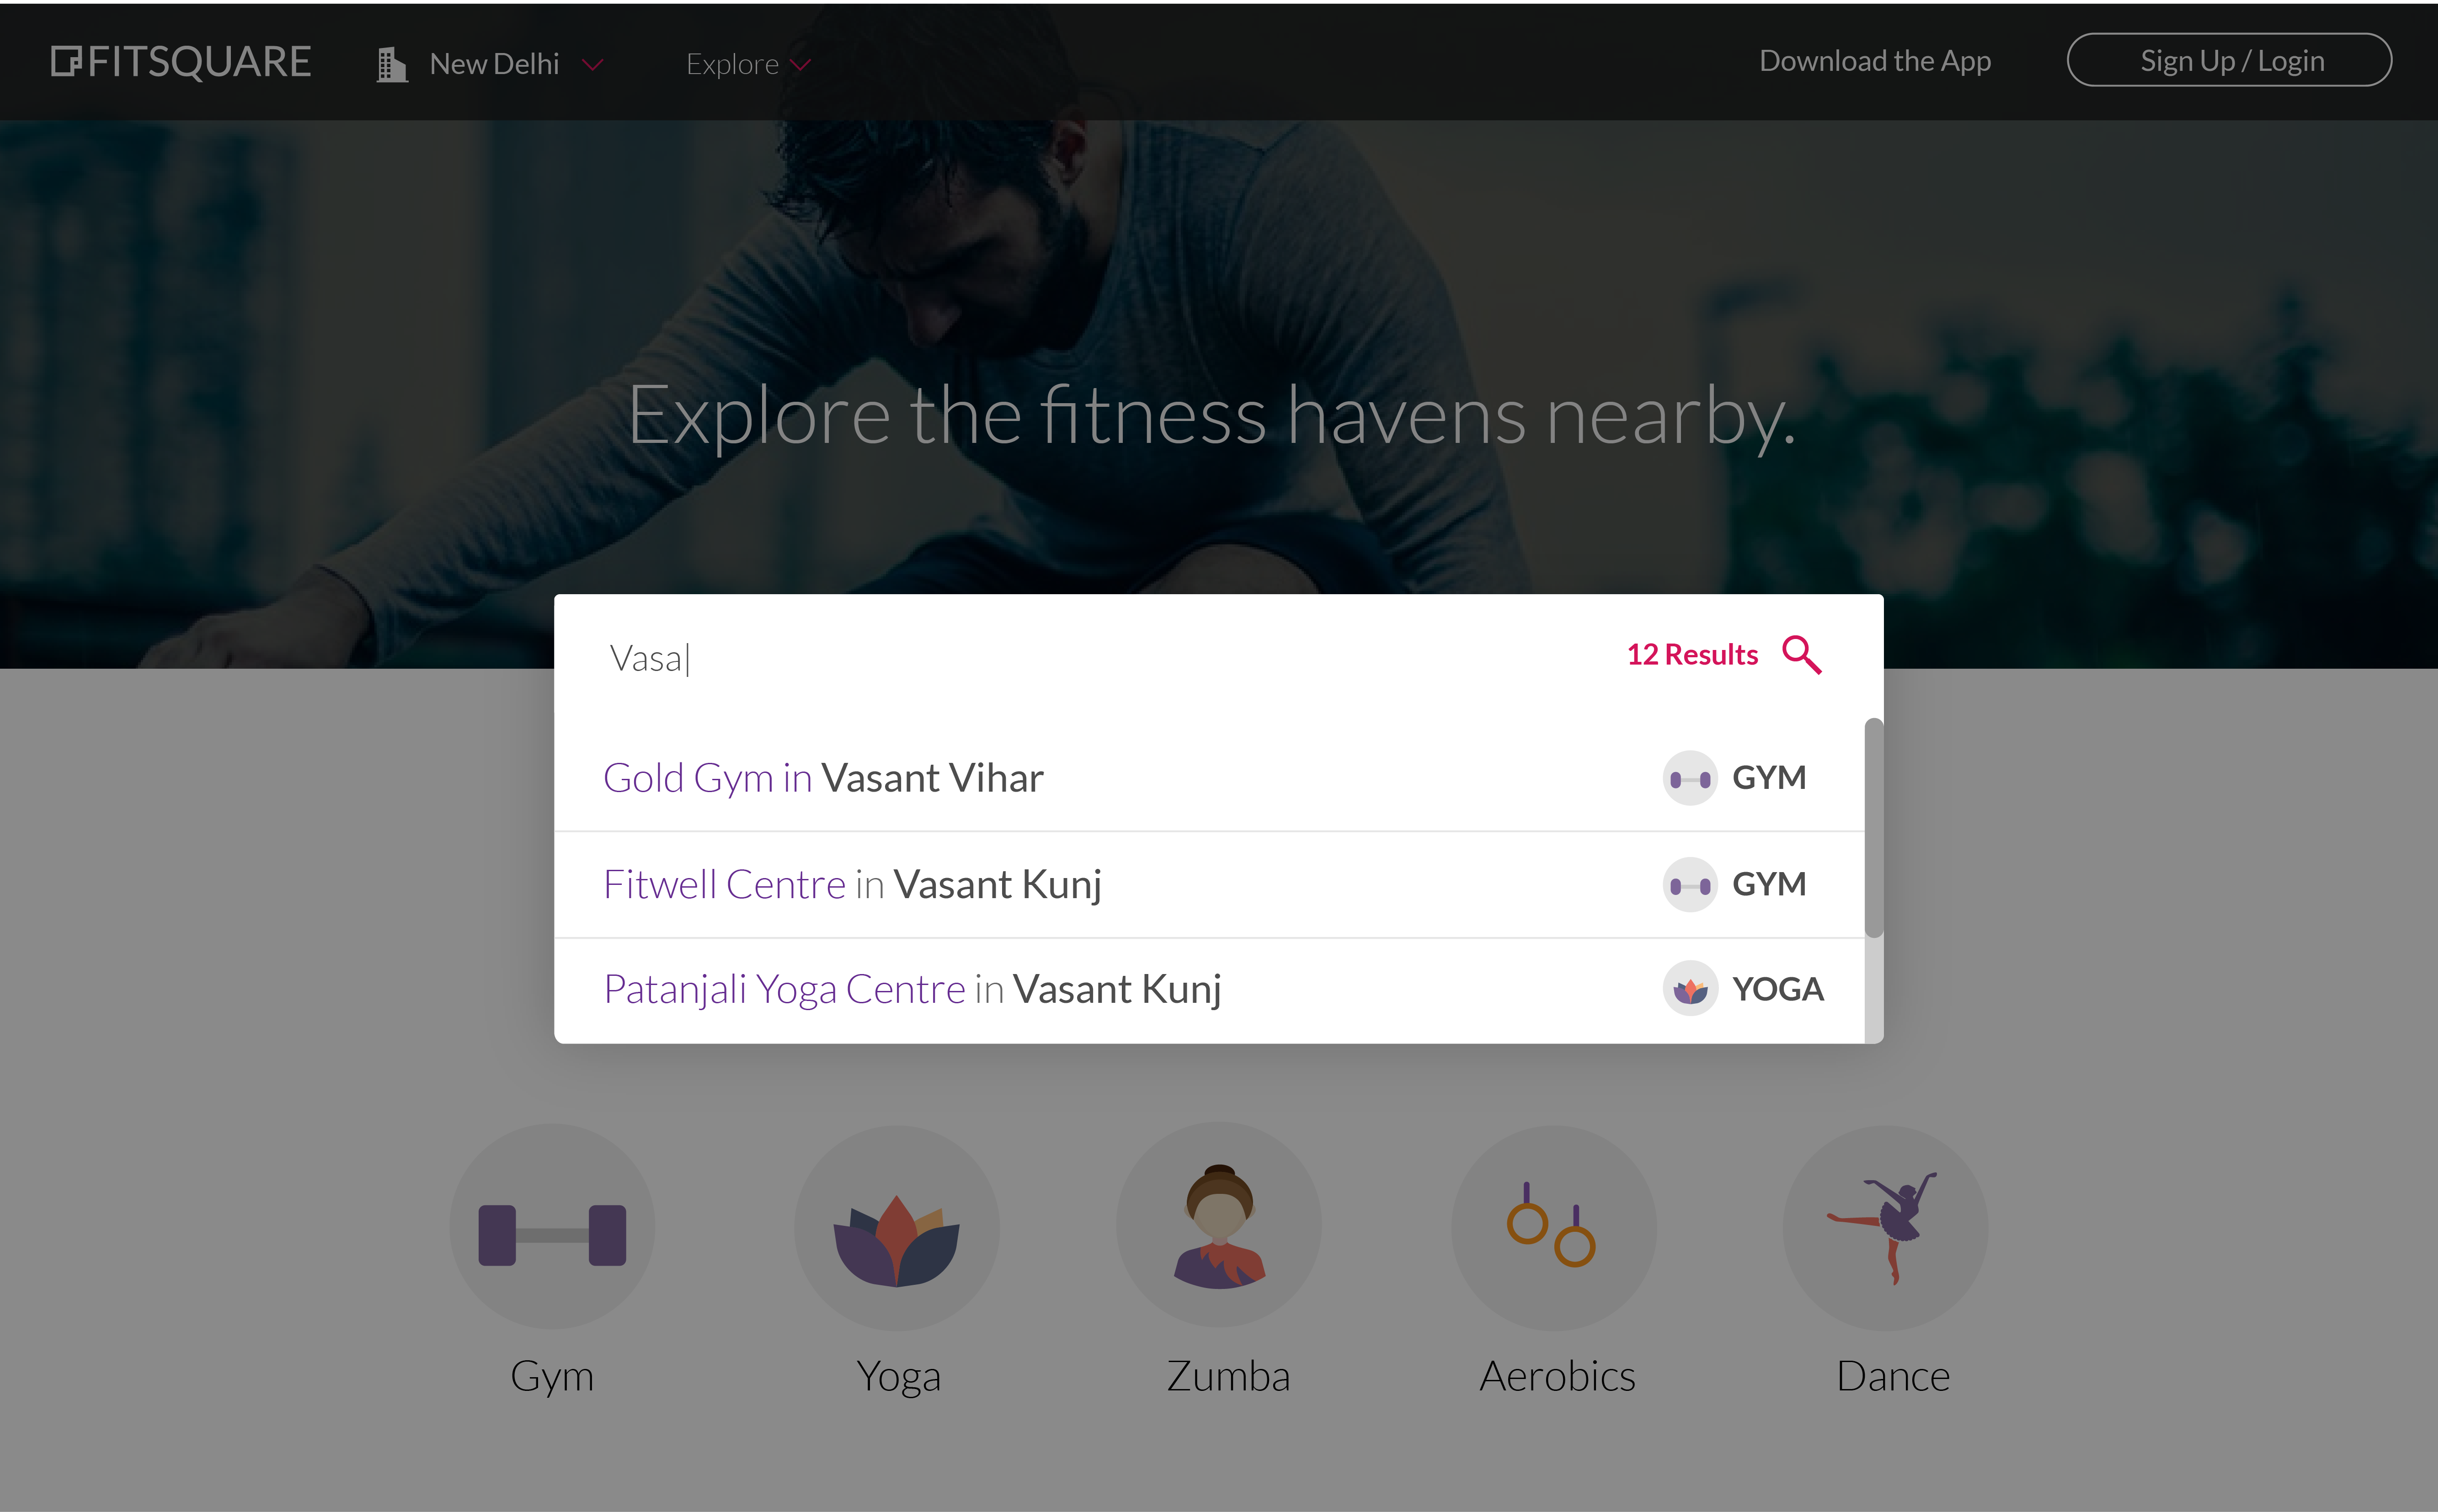 FITSQUARE
New Delhi
Explore
Download the App
Sign Up / Login
Explore the fitness havens nearby.
Vasa
12 Results
Gold Gym in Vasant Vihar
GYM
Fitwell Centre in Vasant Kunj
GYM
Patanjali Yoga Centre in Vasant Kunj
YOGA
Gym
Yoga
Zumba
Aerobics
Dance